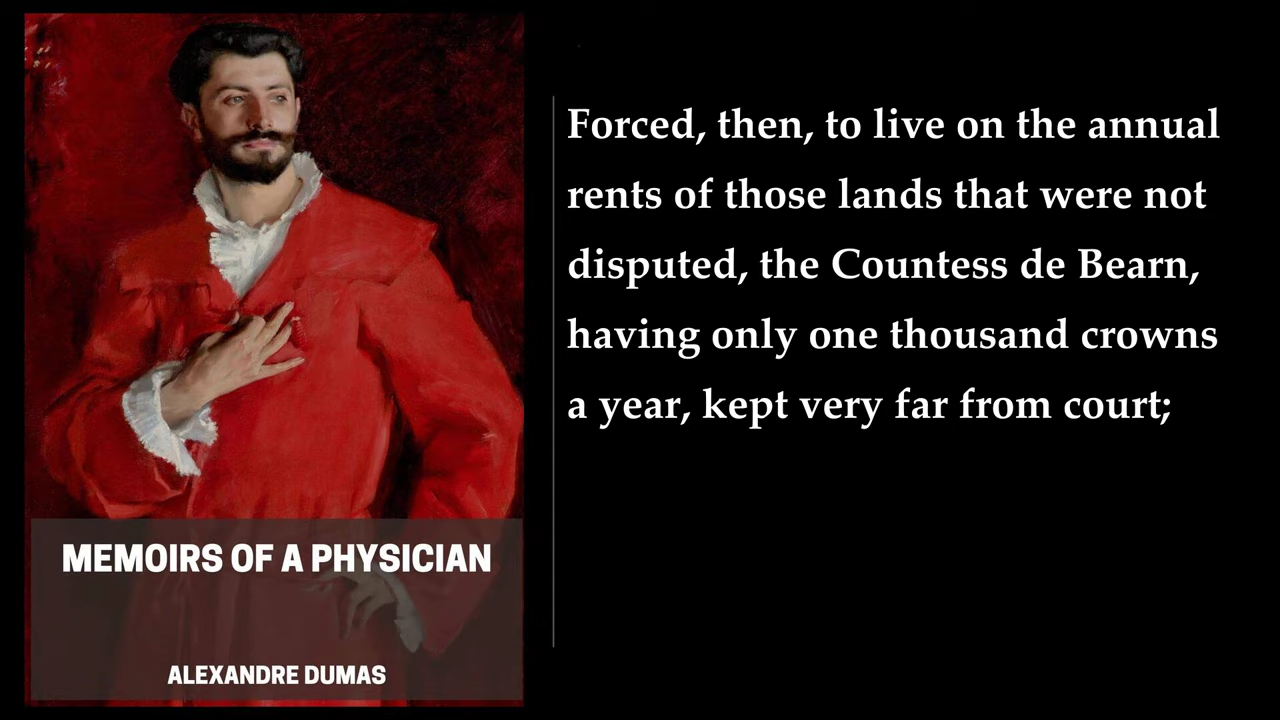 Forced, then, to live on the annual
rents of those lands that were not
disputed, the Countess de Bearn,
having only one thousand crowns
a year, kept very far from court;
MEMOIRS OF A PHYSICIAN
ALEXANDRE DUMAS